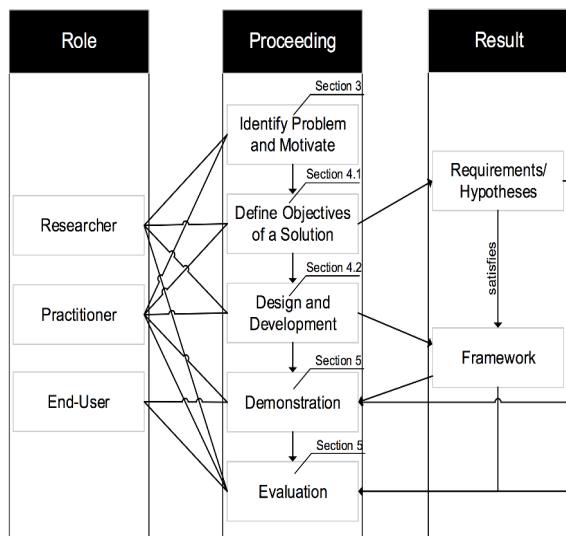 Role
Proceeding
Result
Section 3
Identify Problem
and Motivate
Section 4.1
Requirements/
Hypotheses
Researcher
Define Objectives
of a Solution
Section 4.2
satisfies
Practitioner
Design and
Development
Framework
Section 5
End-User
Demonstration
Section 5
Evaluation